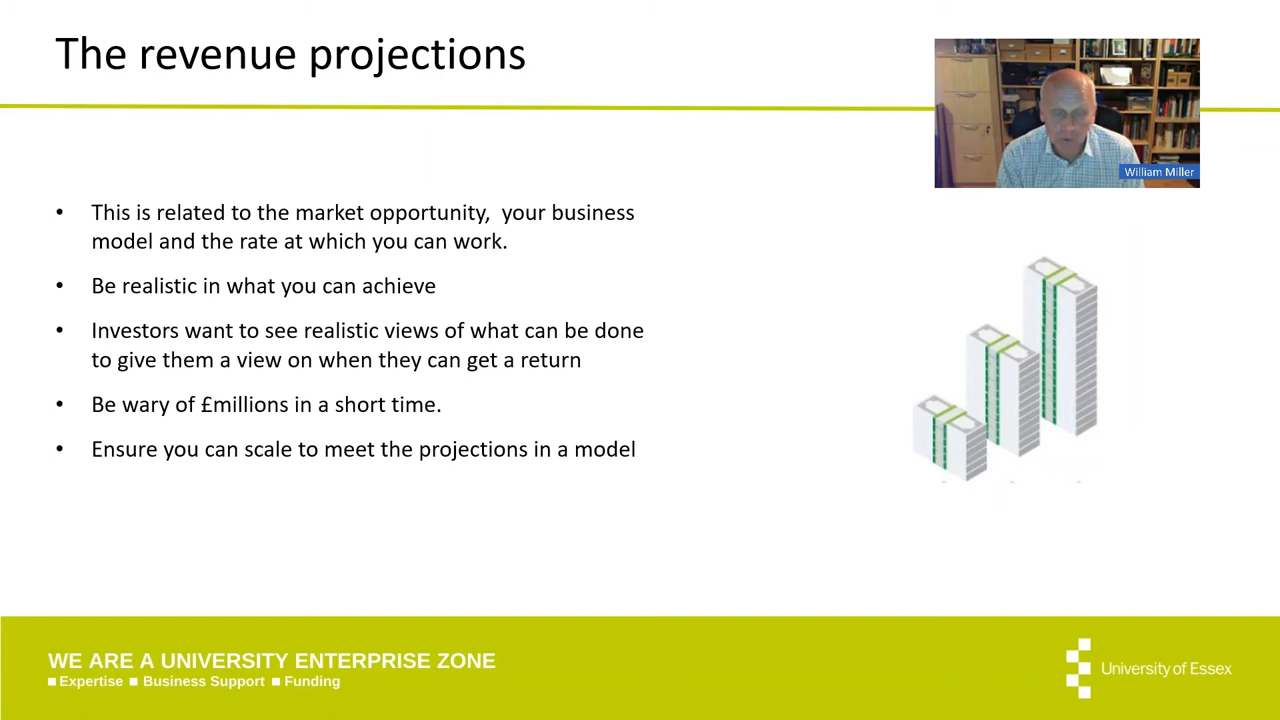 The revenue projections
William Miller
• This is related to the market opportunity,  your business
model and the rate at which you can work.
• Be realistic in what you can achieve
• Investors want to see realistic views of what can be done
to give them a view on when they can get a return
• Be wary of £millions in a short time.
• Ensure you can scale to meet the projections in a model
WE ARE A UNIVERSITY ENTERPRISE ZONE
■ Expertise ■ Business Support ■ Funding
University of Essex